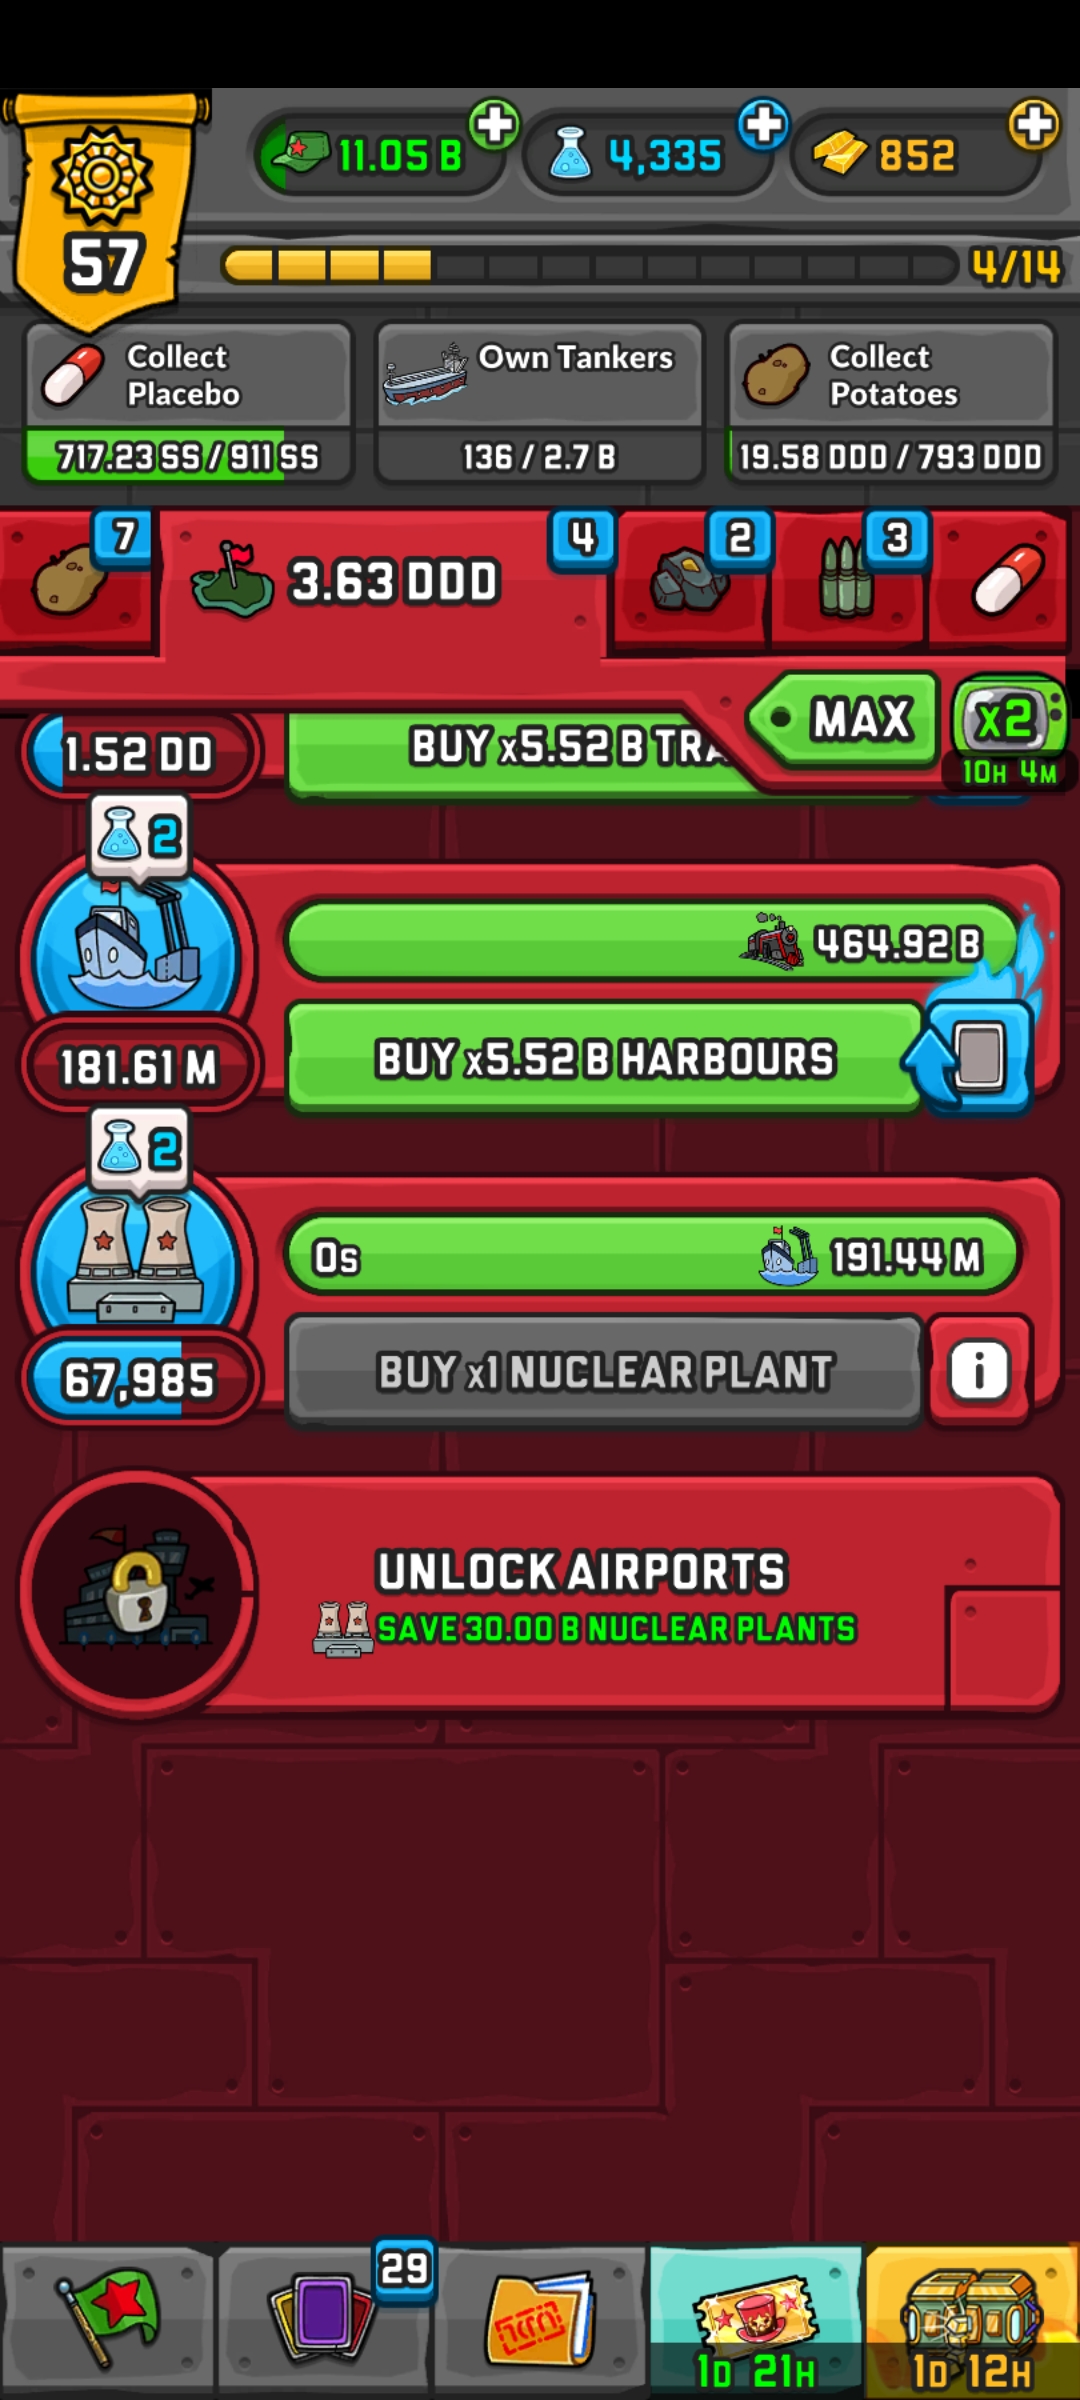 11.05 B
4,335
852
57
4/14
Collect
Placebo
717.23 SS / 911 SS
Own Tankers
136 / 2.7 B
Collect
Potatoes
19.58 DDD / 793 DDD
7
3.63 DDD
4
2
3
MAX
x2
10H 4M
1.52 DD
BUY x5.52 B TRA
2
464.92 B
181.61 M
BUY x5.52 B HARBOURS
2
0s
191.44 M
67,985
BUY x1 NUCLEAR PLANT
i
UNLOCK AIRPORTS
SAVE 30.00 B NUCLEAR PLANTS
29
1D 21H
1D 12H